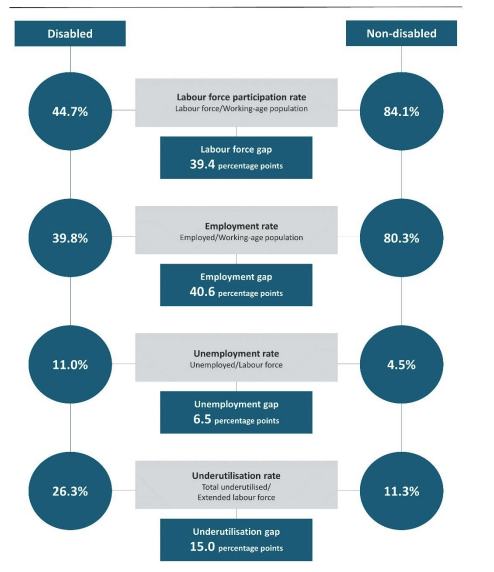 Disabled
Non-disabled
44.7%
Labour force participation rate
Labour force/Working-age population
84.1%
Labour force gap
39.4 percentage points
39.8%
Employment rate
Employed/Working-age population
80.3%
Employment gap
40.6 percentage points
11.0%
Unemployment rate
Unemployed/Labour force
4.5%
Unemployment gap
6.5 percentage points
26.3%
Underutilisation rate
Total underutilised/
Extended labour force
11.3%
Underutilisation gap
15.0 percentage points